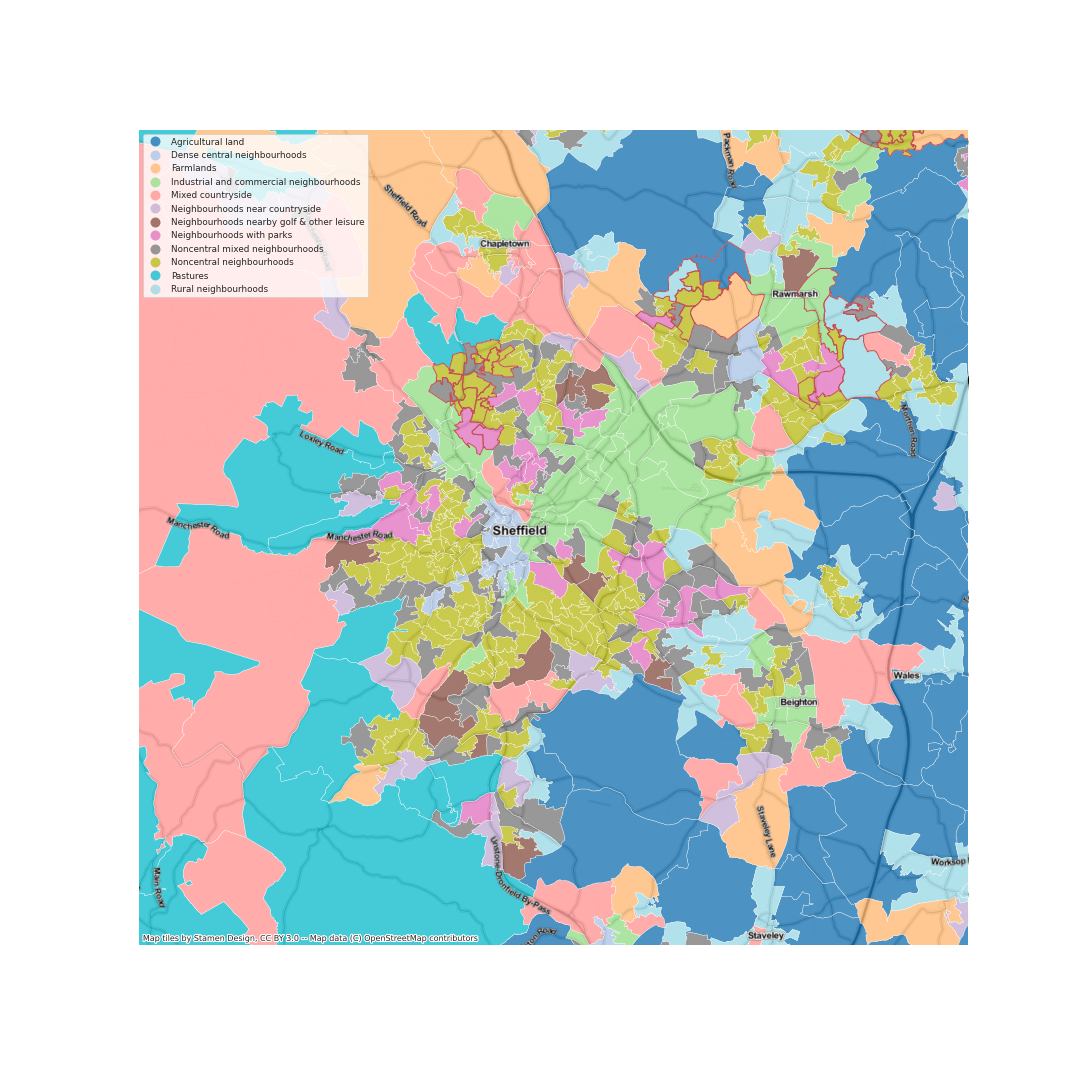 Agricultural land
Dense central neighbourhoods
Farmlands
Industrial and commercial neighbourhoods
Mixed countryside
Neighbourhoods near countryside
Neighbourhoods nearby golf & other leisure
Neighbourhoods with parks
Noncentral mixed neighbourhoods
Noncentral neighbourhoods
Pastures
Rural neighbourhoods
Packman Road
Sheffield Road
Chapeltown
Rawmarsh
Morthen Road
Loxley Road
Manchester Road
Manchester Road
Sheffield
Wales
Beighton
Staveley Lane
Unstone-Dronfield By-Pass
Worksop
Main Road
Staveley
Map tiles by Stamen Design, CC BY 3.0 -- Map data (C) OpenStreetMap contributors